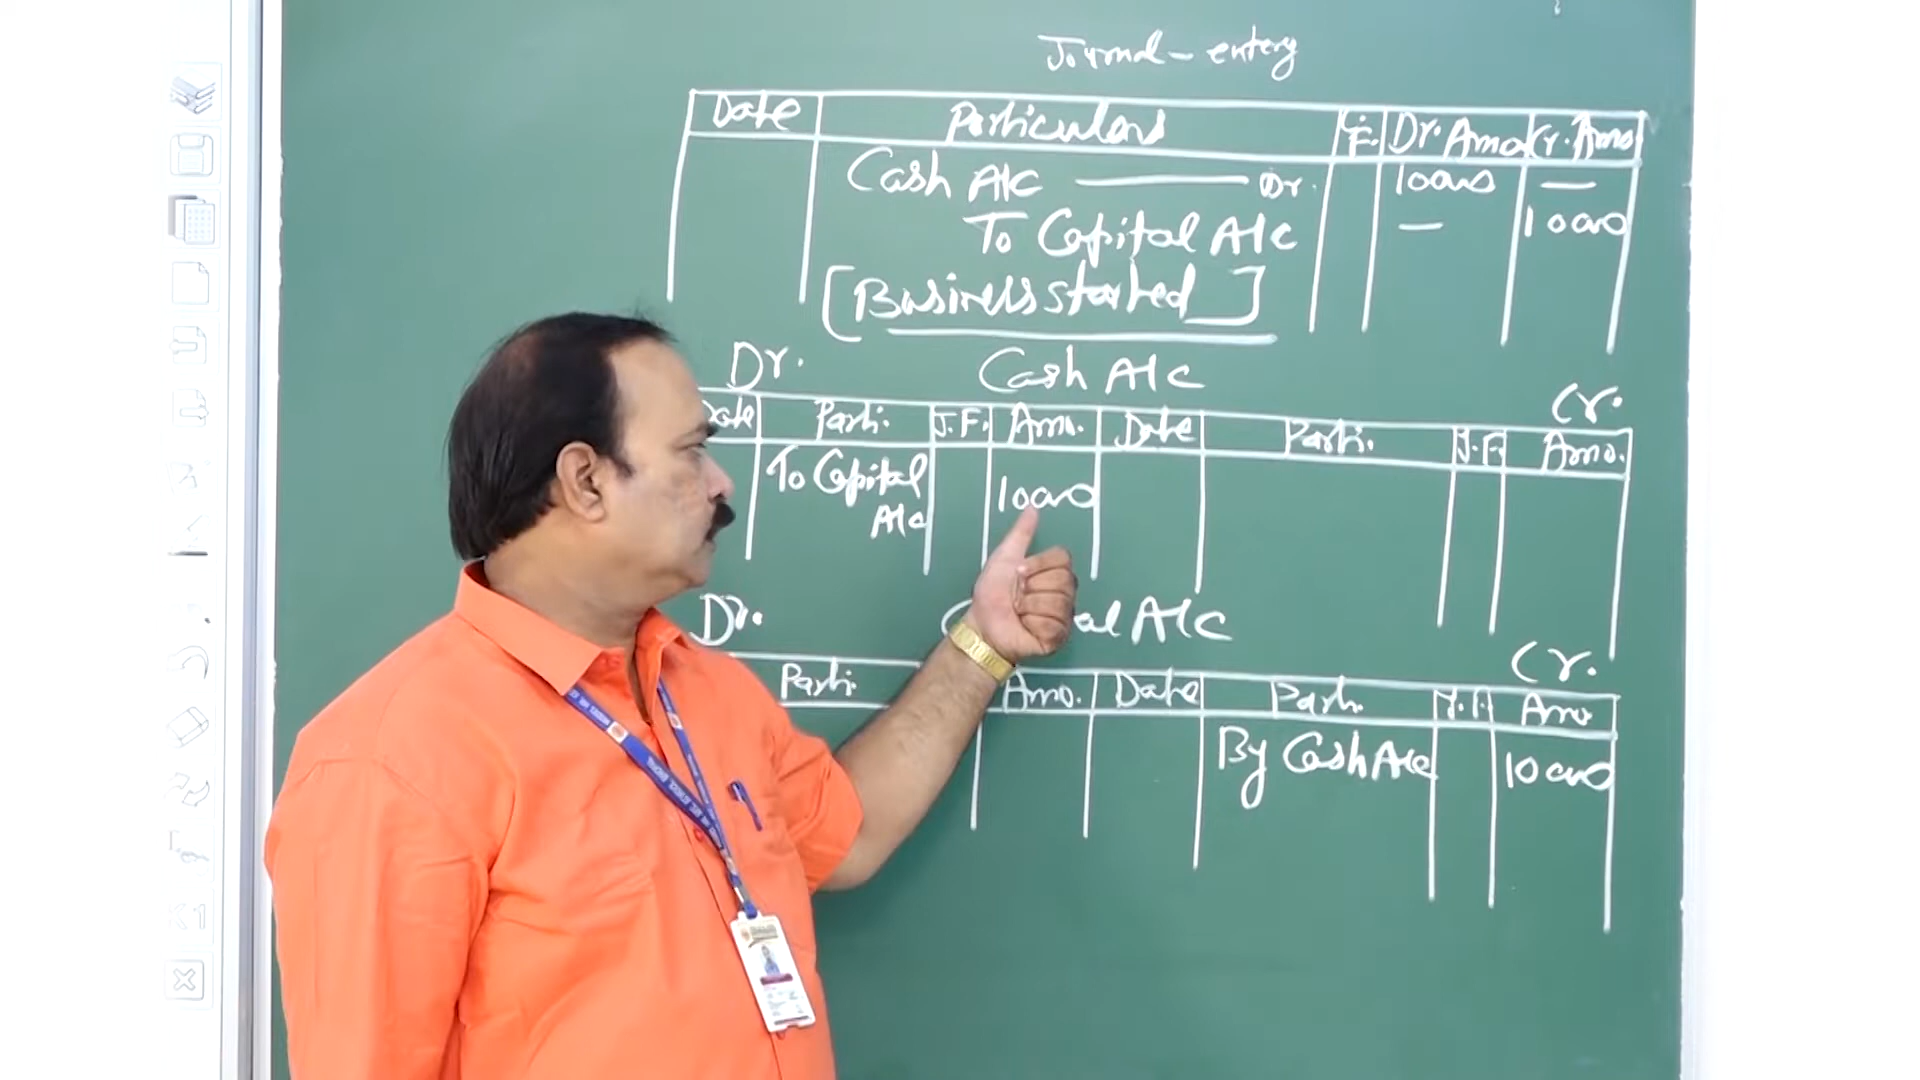 Journal - entery
Date Particulars L.F. Dr. Amo Cr. Amo
Cash A/c Dr. 10000 —
To Capital A/c — 10000
[Business started]
Dr. Cash A/c Cr.
Date Parti. J.F. Amo. Date Parti. J.F. Amo.
To Capital 10000
A/c
Dr. al A/c Cr.
Parti. Amo. Date Parti. J.F. Amo
By Cash A/c 10000
K1